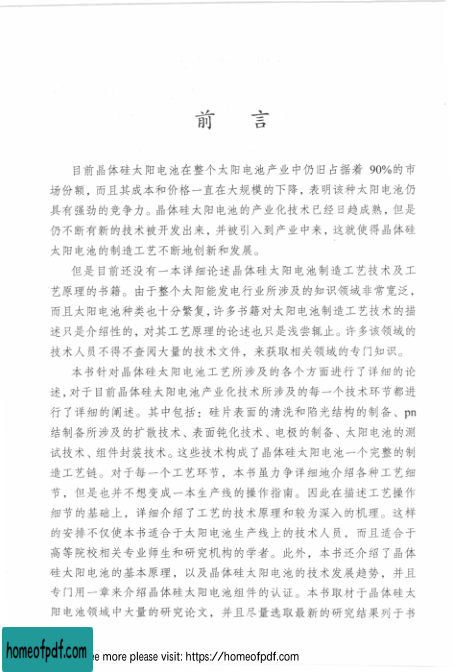 前 言
目前晶体硅太阳电池在整个太阳电池产业中仍旧占据着 90%的市
场份额，而且其成本和价格一直在大规模的下降，表明该种太阳电池仍
具有强劲的竞争力。晶体硅太阳电池的产业化技术已经日趋成熟，但是
仍不断有新的技术被开发出来，并被引入到产业中来，这就使得晶体硅
太阳电池的制造工艺不断地创新和发展。
但是目前还没有一本详细论述晶体硅太阳电池制造工艺技术及工
艺原理的书籍。由于整个太阳能发电行业所涉及的知识领域非常宽泛，
而且太阳电池种类也十分繁复，许多书籍对太阳电池制造工艺技术的描
述只是介绍性的，对其工艺原理的论述也只是浅尝辄止。许多该领域的
技术人员不得不查阅大量的技术文件，来获取相关领域的专门知识。
本书针对晶体硅太阳电池工艺所涉及的各个方面进行了详细的论
述，对于目前晶体硅太阳电池产业化技术所涉及的每一个技术环节都进
行了详细的阐述。其中包括：硅片表面的清洗和陷光结构的制备、pn
结制备所涉及的扩散技术、表面钝化技术、电极的制备、太阳电池的测
试技术、组件封装技术。这些技术构成了晶体硅太阳电池一个完整的制
造工艺链。对于每一个工艺环节，本书虽力争详细地介绍各种工艺细
节，但是也并不想变成一本生产线的操作指南。因此在描述工艺操作
细节的基础上，详细介绍了工艺的技术原理和较为深入的机理。这样
的安排不仅使本书适合于太阳电池生产线上的技术人员，而且适合于
高等院校相关专业师生和研究机构的学者。此外，本书还介绍了晶体
硅太阳电池的基本原理，以及晶体硅太阳电池的技术发展趋势，并且
专门用一章来介绍晶体硅太阳电池组件的认证。本书取材于晶体硅太
阳电池领域中大量的研究论文，并且尽量选取最新的研究结果列于书
homeofpdf.com
more please visit: https://homeofpdf.com